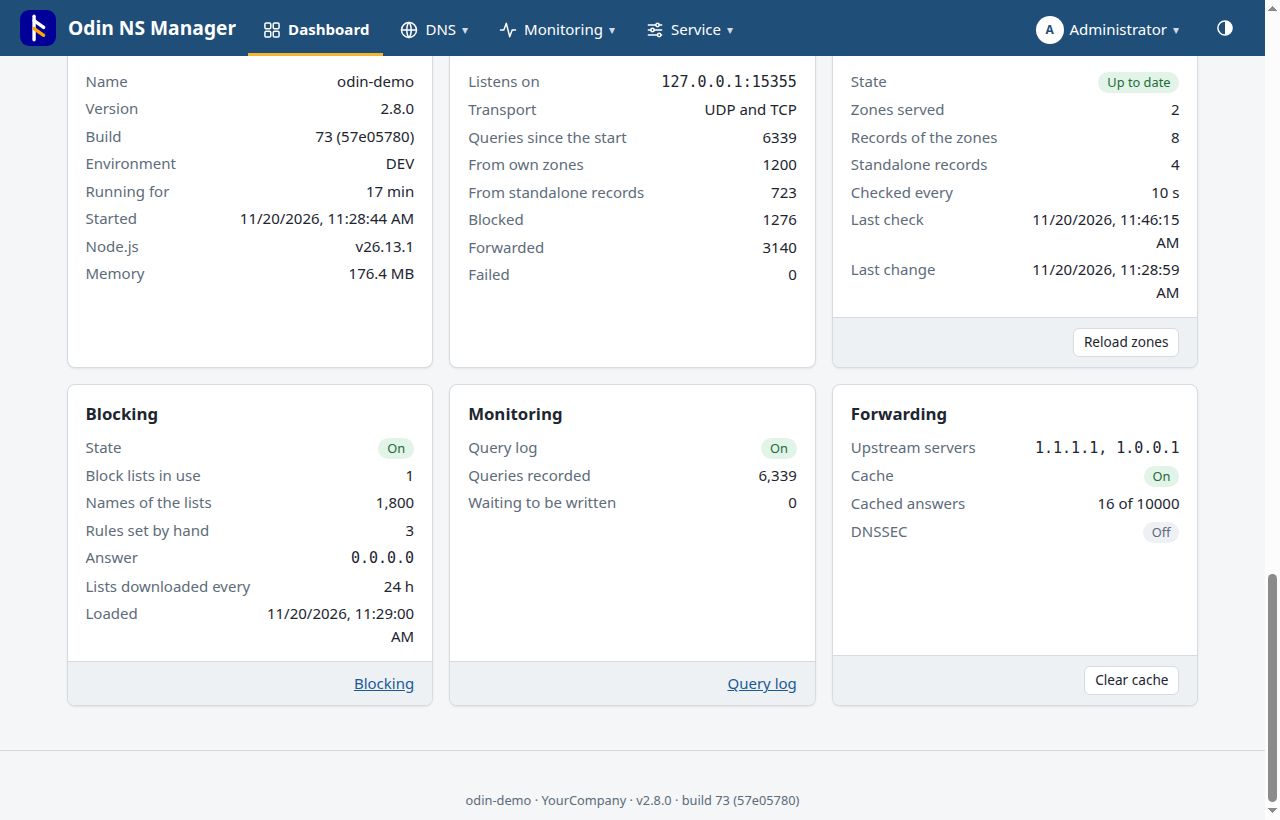 Odin NS Manager Dashboard DNS ▾ Monitoring ▾ Service ▾ A Administrator ▾
Name odin-demo
Version 2.8.0
Build 73 (57e05780)
Environment DEV
Running for 17 min
Started 11/20/2026, 11:28:44 AM
Node.js v26.13.1
Memory 176.4 MB
Listens on 127.0.0.1:15355
Transport UDP and TCP
Queries since the start 6339
From own zones 1200
From standalone records 723
Blocked 1276
Forwarded 3140
Failed 0
State Up to date
Zones served 2
Records of the zones 8
Standalone records 4
Checked every 10 s
Last check 11/20/2026, 11:46:15
AM
Last change 11/20/2026, 11:28:59
AM
Reload zones
Blocking
State On
Block lists in use 1
Names of the lists 1,800
Rules set by hand 3
Answer 0.0.0.0
Lists downloaded every 24 h
Loaded 11/20/2026, 11:29:00
AM
Blocking
Monitoring
Query log On
Queries recorded 6,339
Waiting to be written 0
Query log
Forwarding
Upstream servers 1.1.1.1, 1.0.0.1
Cache On
Cached answers 16 of 10000
DNSSEC Off
Clear cache
odin-demo · YourCompany · v2.8.0 · build 73 (57e05780)